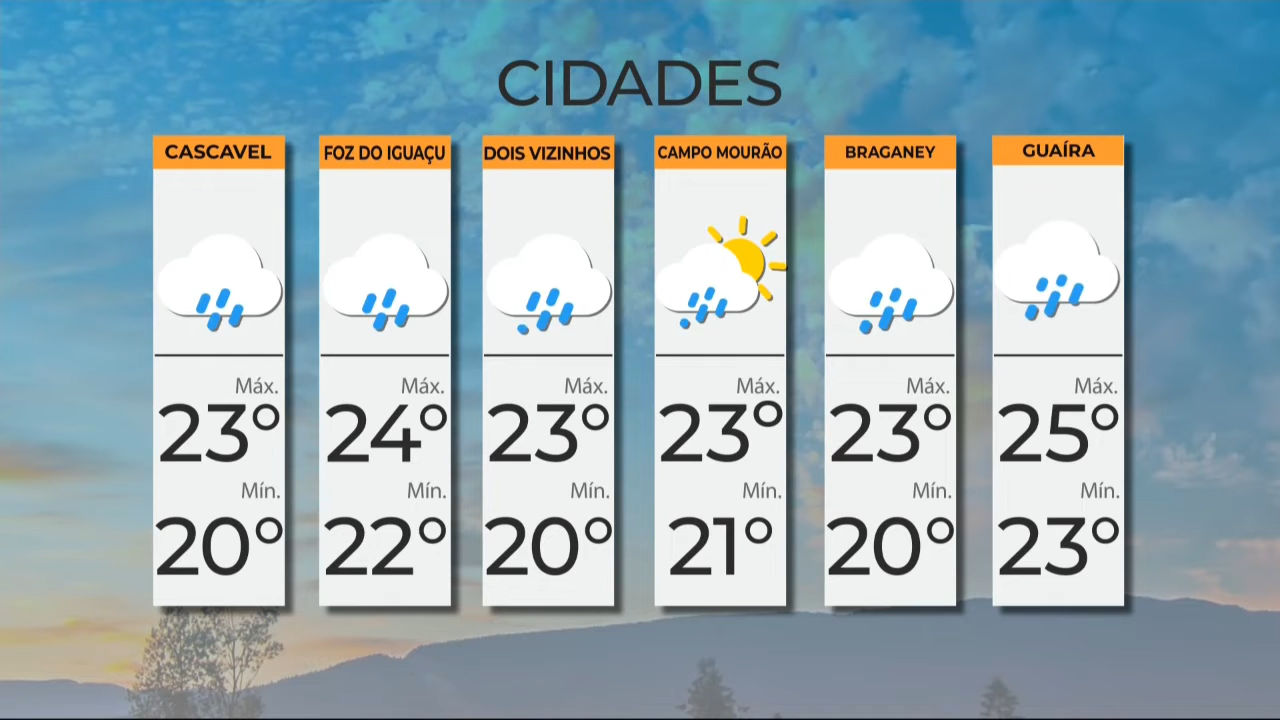 CIDADES
CASCAVEL
Máx.
23°
Mín.
20°
FOZ DO IGUAÇU
Máx.
24°
Mín.
22°
DOIS VIZINHOS
Máx.
23°
Mín.
20°
CAMPO MOURÃO
Máx.
23°
Mín.
21°
BRAGANEY
Máx.
23°
Mín.
20°
GUAÍRA
Máx.
25°
Mín.
23°